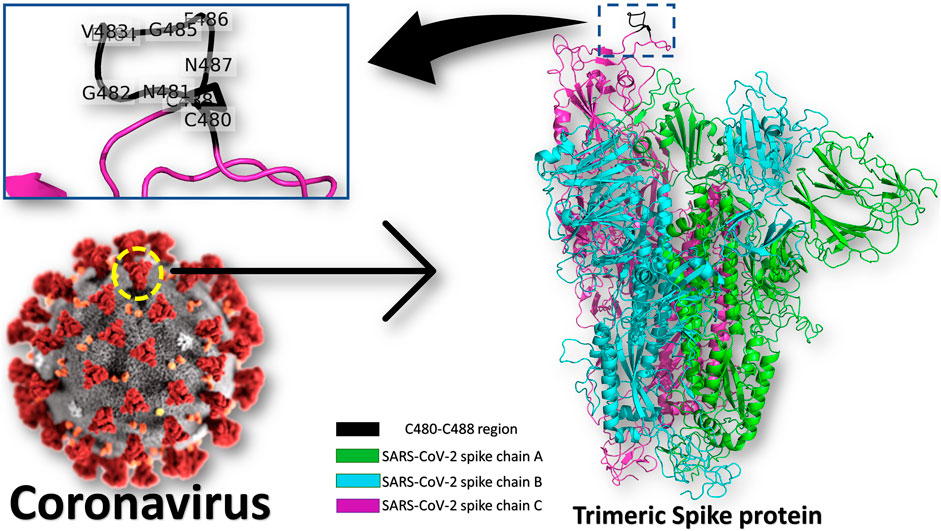 F486
V483
G485
N487
G482
N481
C480
C480-C488 region
SARS-CoV-2 spike chain A
SARS-CoV-2 spike chain B
SARS-CoV-2 spike chain C
Coronavirus
Trimeric Spike protein